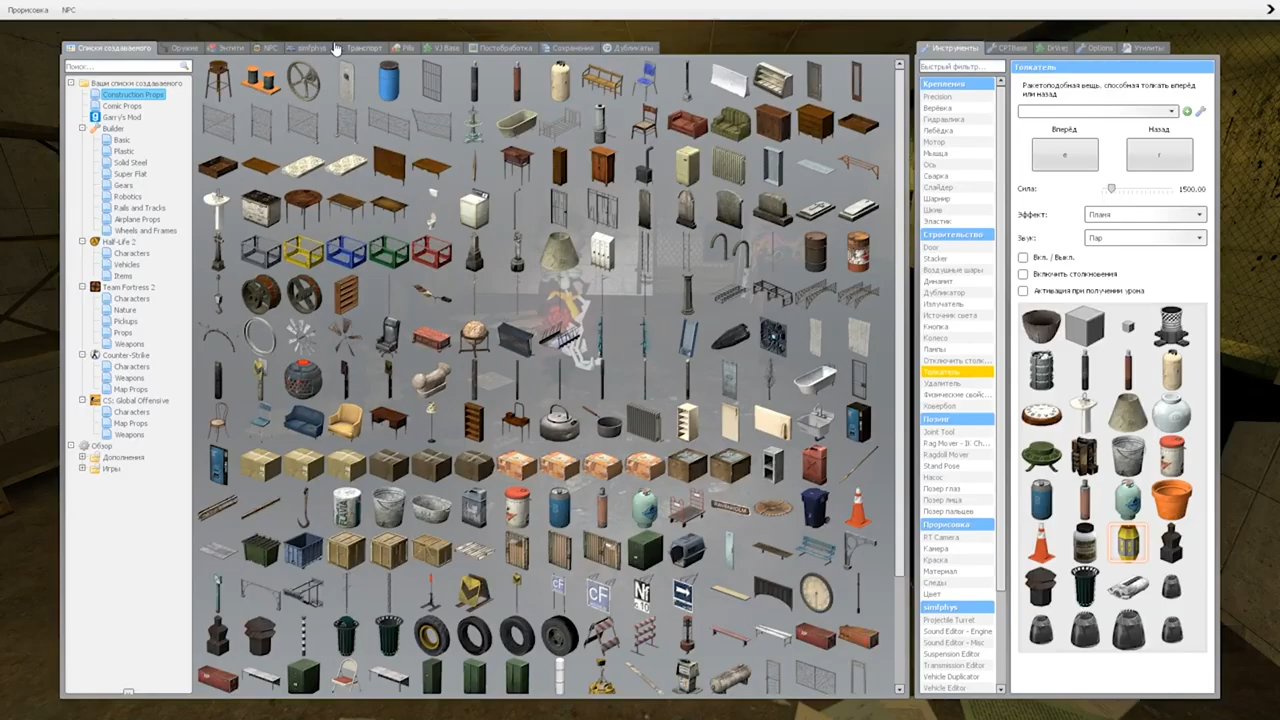 Прорисовка NPC
Списки создаваемого Оружие Энтити NPC simfphys Транспорт Pills VJ Base Постобработка Сохранения Дубликаты
Поиск...
Ваши списки создаваемого
Construction Props
Comic Props
Garry's Mod
Builder
Basic
Plastic
Solid Steel
Super Flat
Gears
Robotics
Rails and Tracks
Airplane Props
Wheels and Frames
Half-Life 2
Characters
Vehicles
Items
Team Fortress 2
Characters
Nature
Pickups
Props
Weapons
Counter-Strike
Characters
Weapons
Map Props
CS: Global Offensive
Characters
Map Props
Weapons
Обзор
Дополнения
Игры
Инструменты CPTBase DrVrej Options Утилиты
Быстрый фильтр...
Крепления
Precision
Верёвка
Гидравлика
Лебёдка
Мотор
Мышца
Ось
Сварка
Слайдер
Шарнир
Шкив
Эластик
Строительство
Door
Stacker
Воздушные шары
Динамит
Дубликатор
Излучатель
Источник света
Кнопка
Колесо
Лампы
Отключить столк...
Толкатель
Удалитель
Физические свойс...
Ховербол
Позинг
Joint Tool
Rag Mover - IK Ch...
Ragdoll Mover
Stand Pose
Насос
Позер глаз
Позер лица
Позер пальцев
Прорисовка
RT Camera
Камера
Краска
Материал
Следы
Цвет
simfphys
Projectile Turret
Sound Editor - Engine
Sound Editor - Misc
Suspension Editor
Transmission Editor
Vehicle Duplicator
Vehicle Editor
Толкатель
Ракетоподобная вещь, способная толкать вперёд
или назад
Вперёд Назад
e r
Сила: 1500.00
Эффект: Пламя
Звук: Пар
Вкл. / Выкл.
Включить столкновения
Активация при получении урона